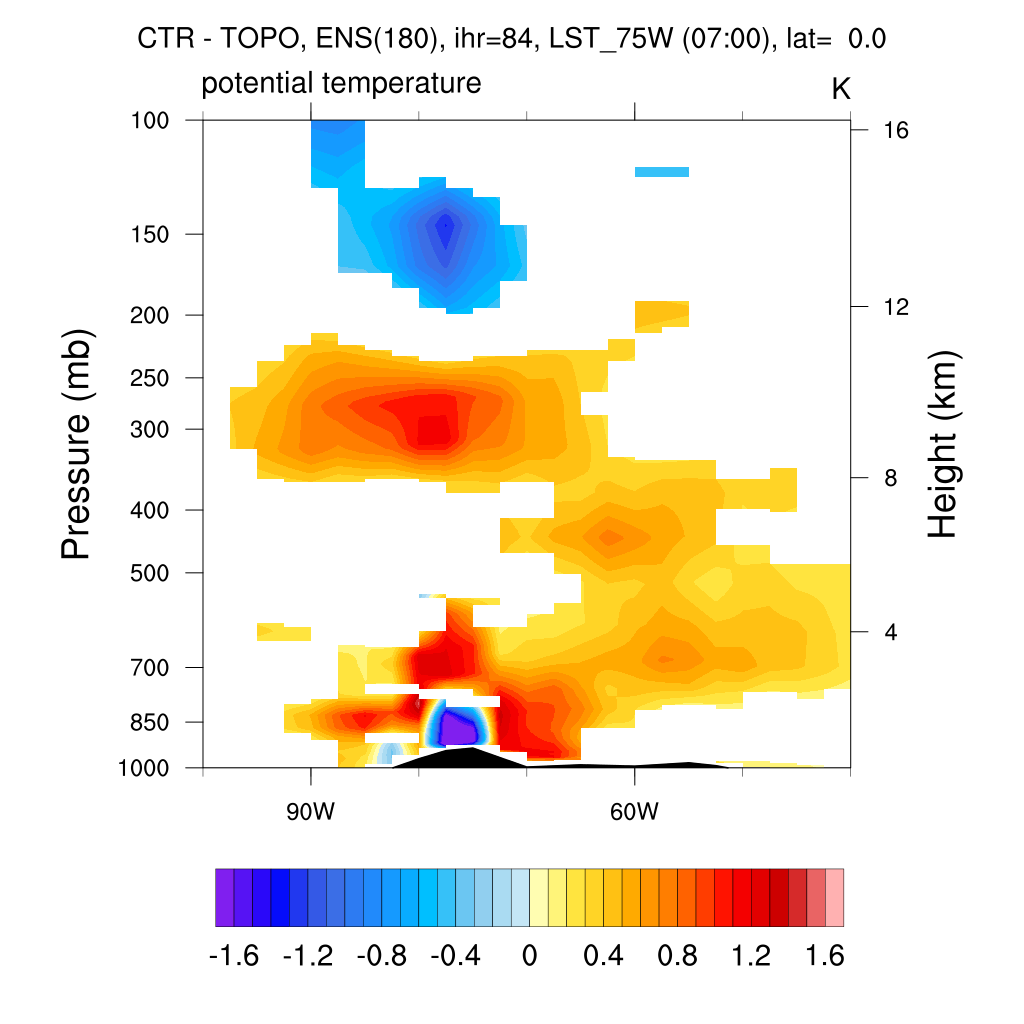 CTR - TOPO, ENS(180), ihr=84, LST_75W (07:00), lat= 0.0
potential temperature K
100
150
200
250
300
400
500
700
850
1000
Pressure (mb)
16
12
8
4
Height (km)
90W 60W
-1.6 -1.2 -0.8 -0.4 0 0.4 0.8 1.2 1.6